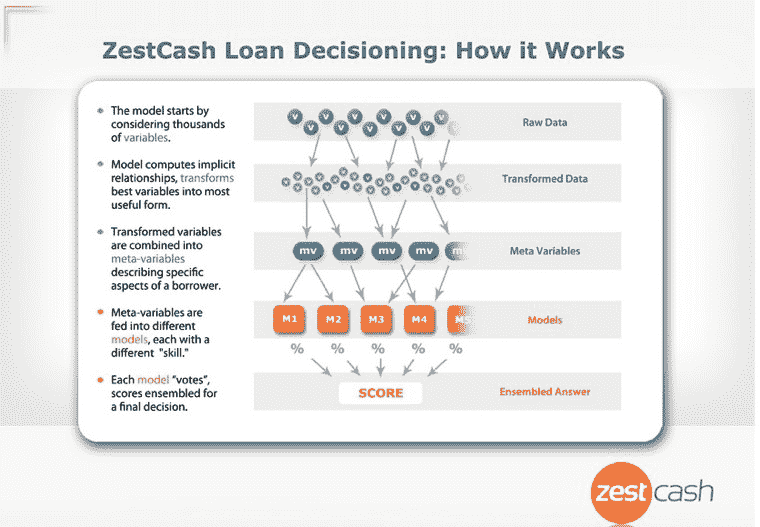 ZestCash Loan Decisioning: How it Works
The model starts by
considering thousands
of variables.
Model computes implicit
relationships, transforms
best variables into most
useful form.
Transformed variables
are combined into
meta-variables
describing specific
aspects of a borrower.
Meta-variables are
fed into different
models, each with a
different "skill."
Each model "votes",
scores ensembled for
a final decision.
V V V V V V V V V V V V
Raw Data
Transformed Data
mv mv mv mv m
Meta Variables
M1 M2 M3 M4 M5
Models
% % % % %
SCORE
Ensembled Answer
zestcash